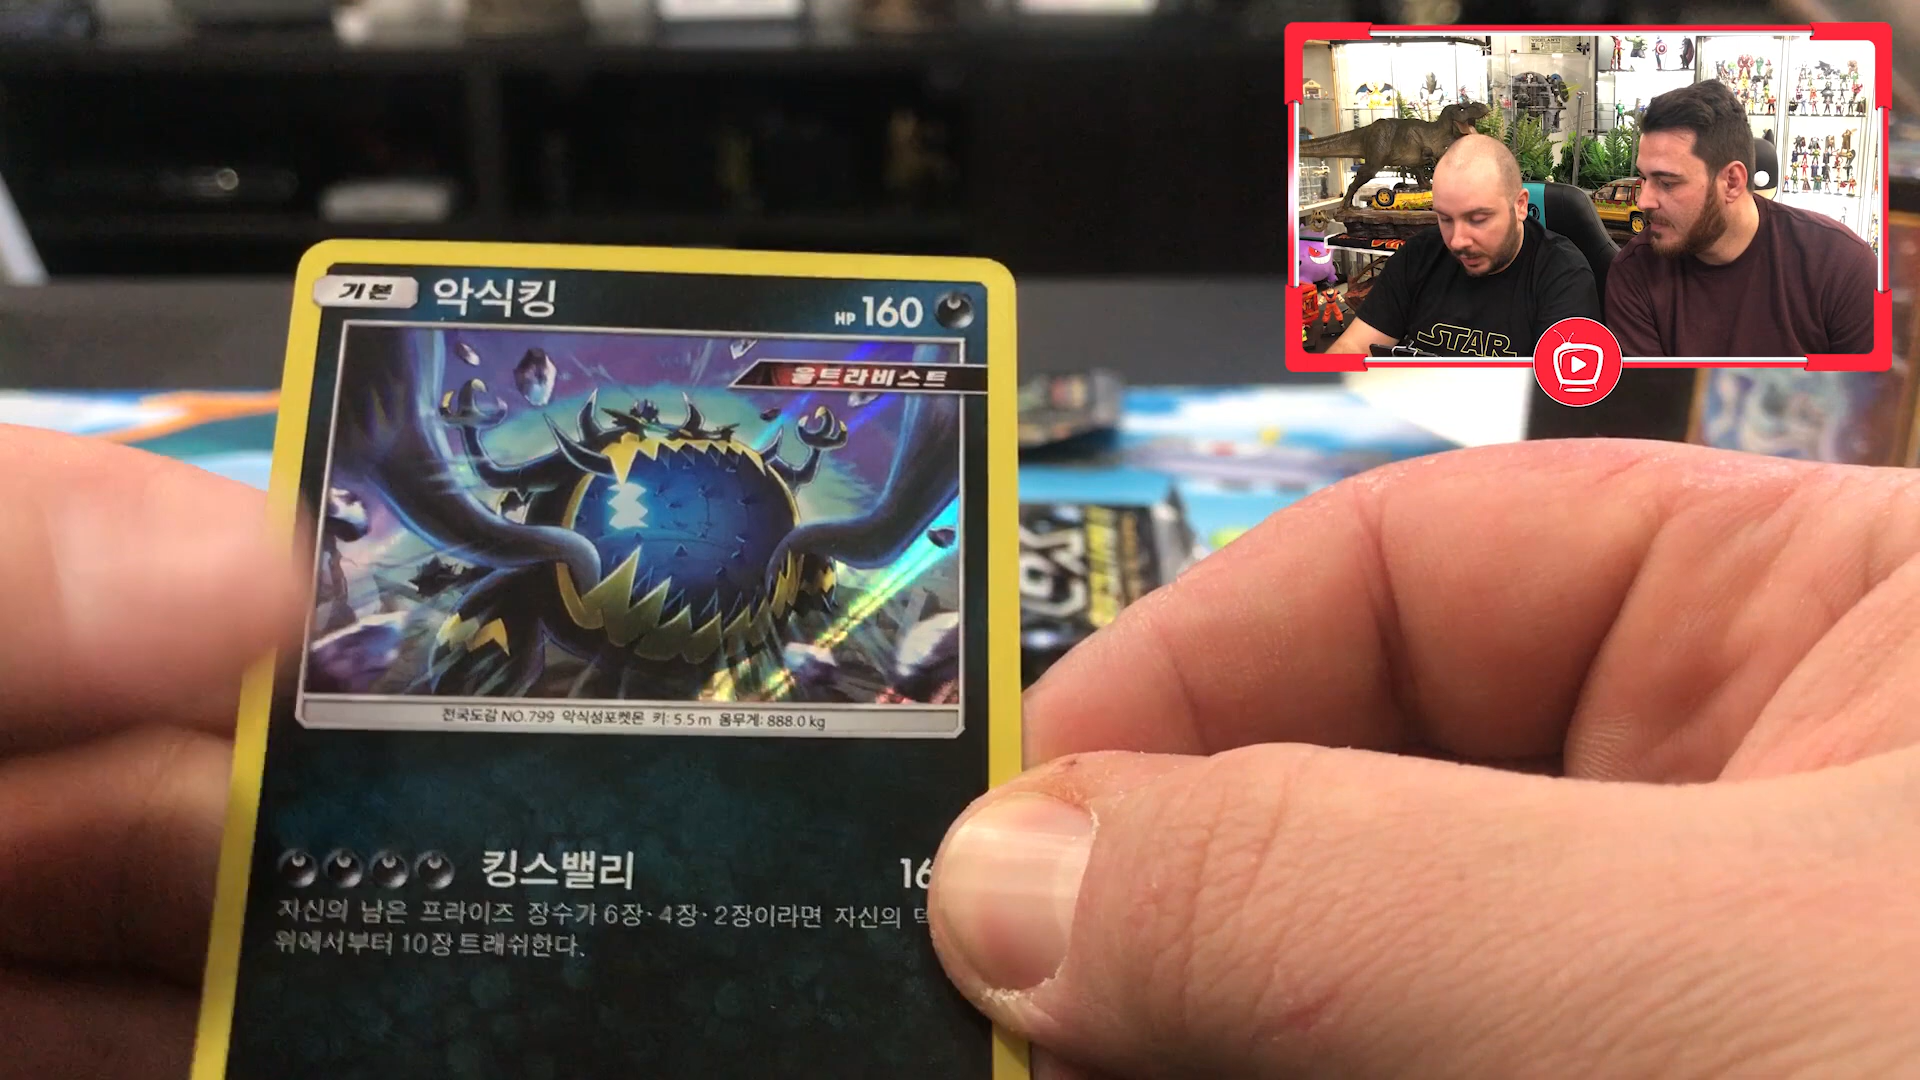 기본 악식킹 HP 160
울트라비스트
전국도감 NO.799 악식성포켓몬 키: 5.5 m 몸무게: 888.0 kg
킹스밸리
자신의 남은 프라이즈 장수가 6장·4장·2장이라면 자신의
위에서부터 10장 트래쉬한다.
STAR